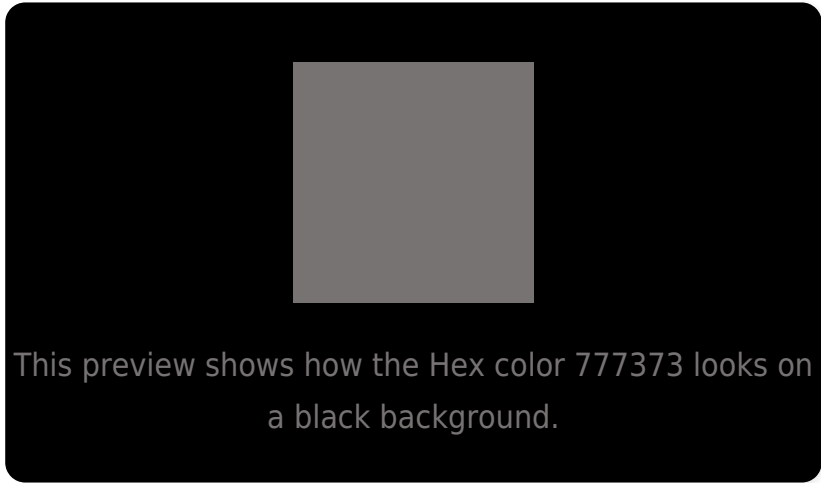 This preview shows how the Hex color 777373 looks on
a black background.